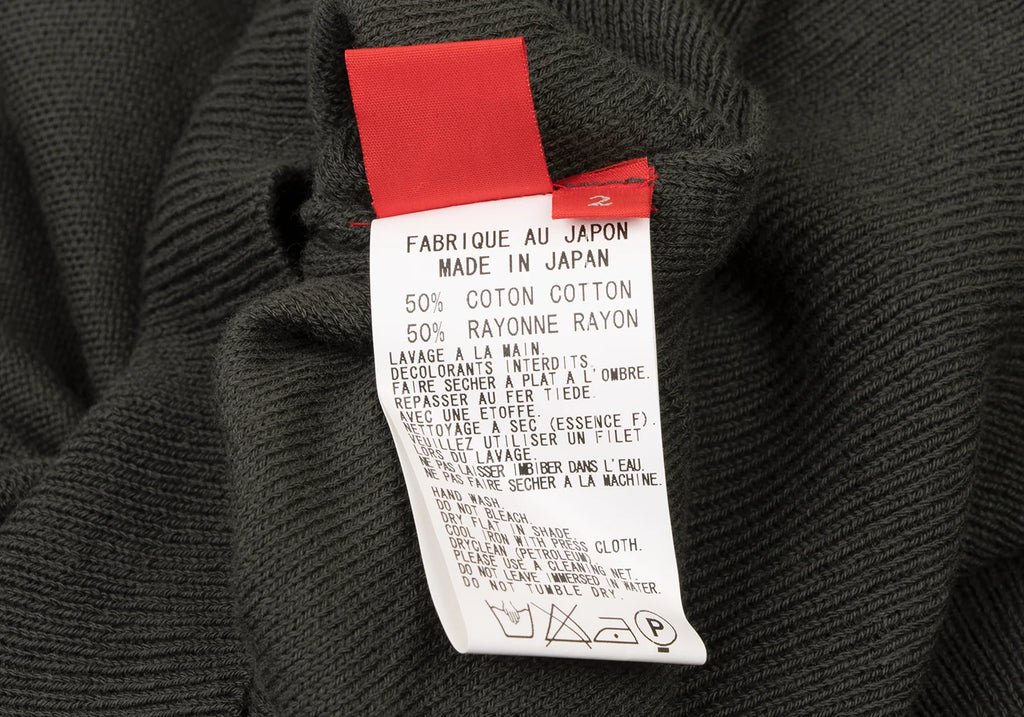 2
FABRIQUE AU JAPON
MADE IN JAPAN
50% COTON COTTON
50% RAYONNE RAYON
LAVAGE A LA MAIN.
DECOLORANTS INTERDITS.
FAIRE SECHER A PLAT A L'OMBRE.
REPASSER AU FER TIEDE.
AVEC UNE ETOFFE.
NETTOYAGE A SEC (ESSENCE F).
VEUILLEZ UTILISER UN FILET
LORS DU LAVAGE.
NE PAS LAISSER IMBIBER DANS L'EAU.
NE PAS FAIRE SECHER A LA MACHINE.
HAND WASH.
DO NOT BLEACH.
DRY FLAT IN SHADE.
COOL IRON WITH PRESS CLOTH.
DRYCLEAN (PETROLEUM)
PLEASE USE A CLEANING NET.
DO NOT LEAVE IMMERSED IN WATER.
DO NOT TUMBLE DRY.
P